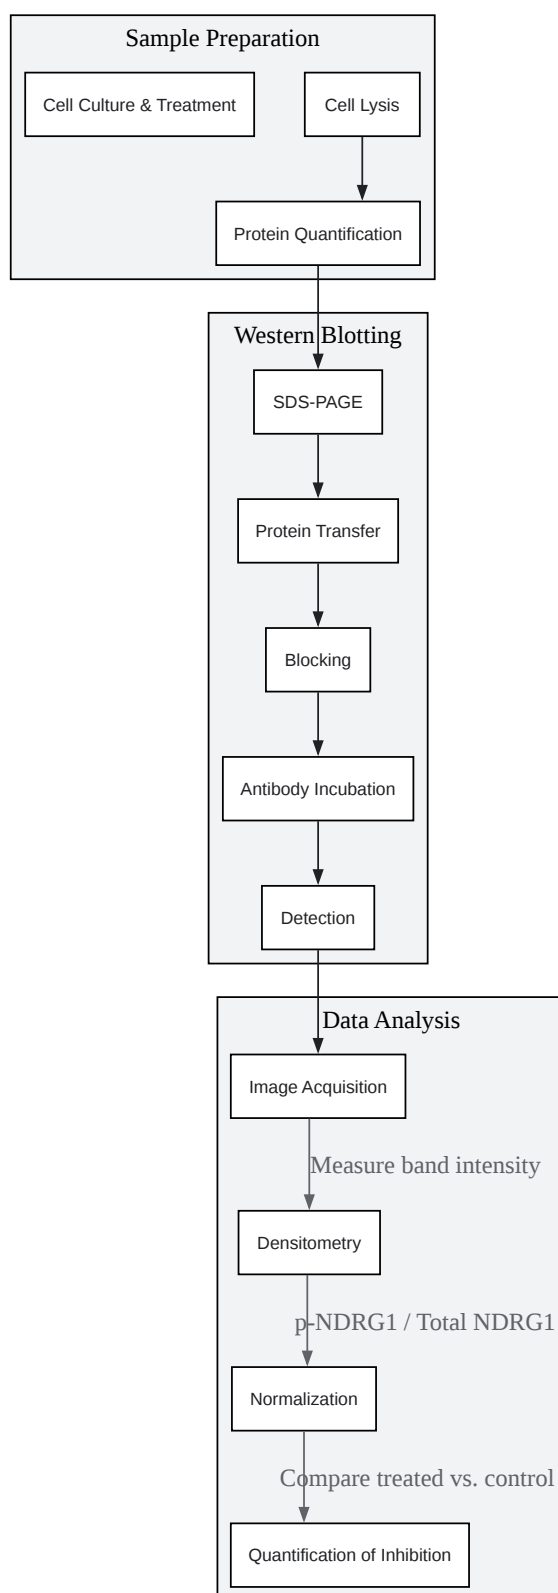 Sample Preparation
Cell Culture & Treatment
Cell Lysis
Protein Quantification
Western Blotting
SDS-PAGE
Protein Transfer
Blocking
Antibody Incubation
Detection
Data Analysis
Image Acquisition
Measure band intensity
Densitometry
p-NDRG1 / Total NDRG1
Normalization
Compare treated vs. control
Quantification of Inhibition